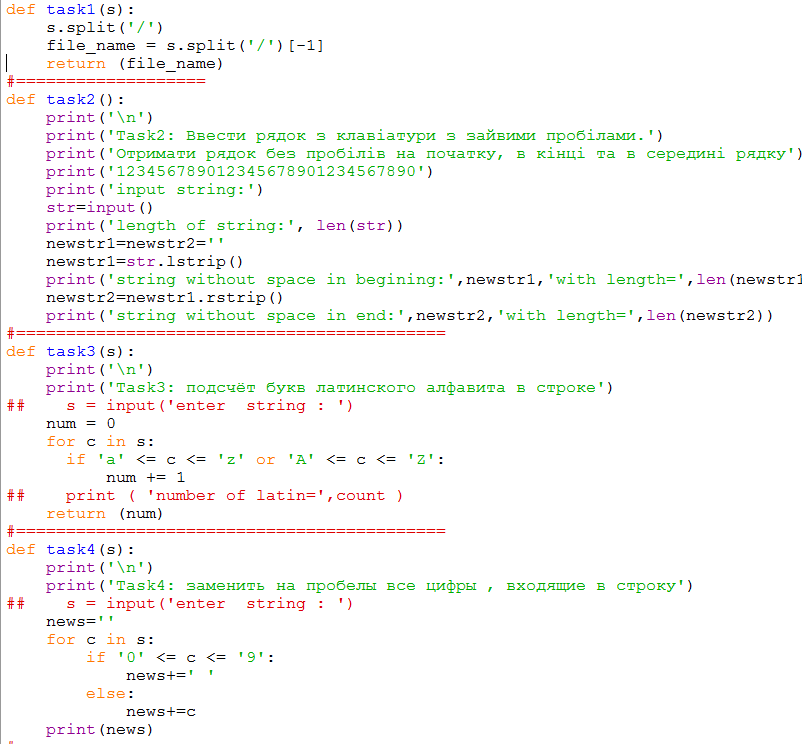 def task1(s):
    s.split('/')
    file_name = s.split('/')[-1]
    return (file_name)
#===================
def task2():
    print('\n')
    print('Task2: Ввести рядок з клавіатури з зайвими пробілами.')
    print('Отримати рядок без пробілів на початку, в кінці та в середині рядку')
    print('12345678901234567890123456­7890')
    print('input string:')
    str=input()
    print('length of string:', len(str))
    newstr1=newstr2=''
    newstr1=str.lstrip()
    print('string without space in begining:',newstr1,'with length=',len(newstr1
    newstr2=newstr1.rstrip()
    print('string without space in end:',newstr2,'with length=',len(newstr2))
#===========================================
def task3(s):
    print('\n')
    print('Task3: подсчёт букв латинского алфавита в строке')
##    s = input('enter  string : ')
    num = 0
    for c in s:
      if 'a' <= c <= 'z' or 'A' <= c <= 'Z':
          num += 1
##    print ( 'number of latin=',count )
    return (num)
#===========================================
def task4(s):
    print('\n')
    print('Task4: заменить на пробелы все цифры , входящие в строку')
##    s = input('enter  string : ')
    news=''
    for c in s:
        if '0' <= c <= '9':
            news+=' '
        else:
            news+=c
    print(news)